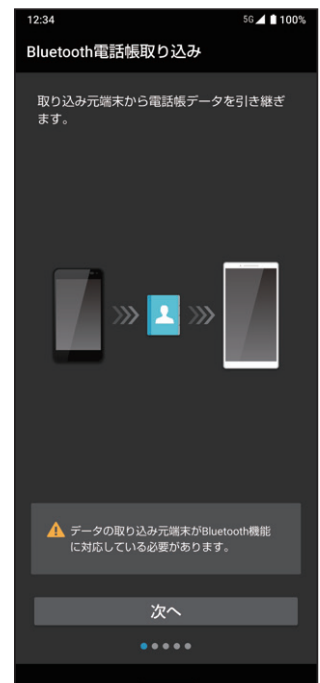 12:34 5G 100%
Bluetooth電話帳取り込み
取り込み元端末から電話帳データを引き継ぎ
ます。
データの取り込み元端末がBluetooth機能
に対応している必要があります。
次へ